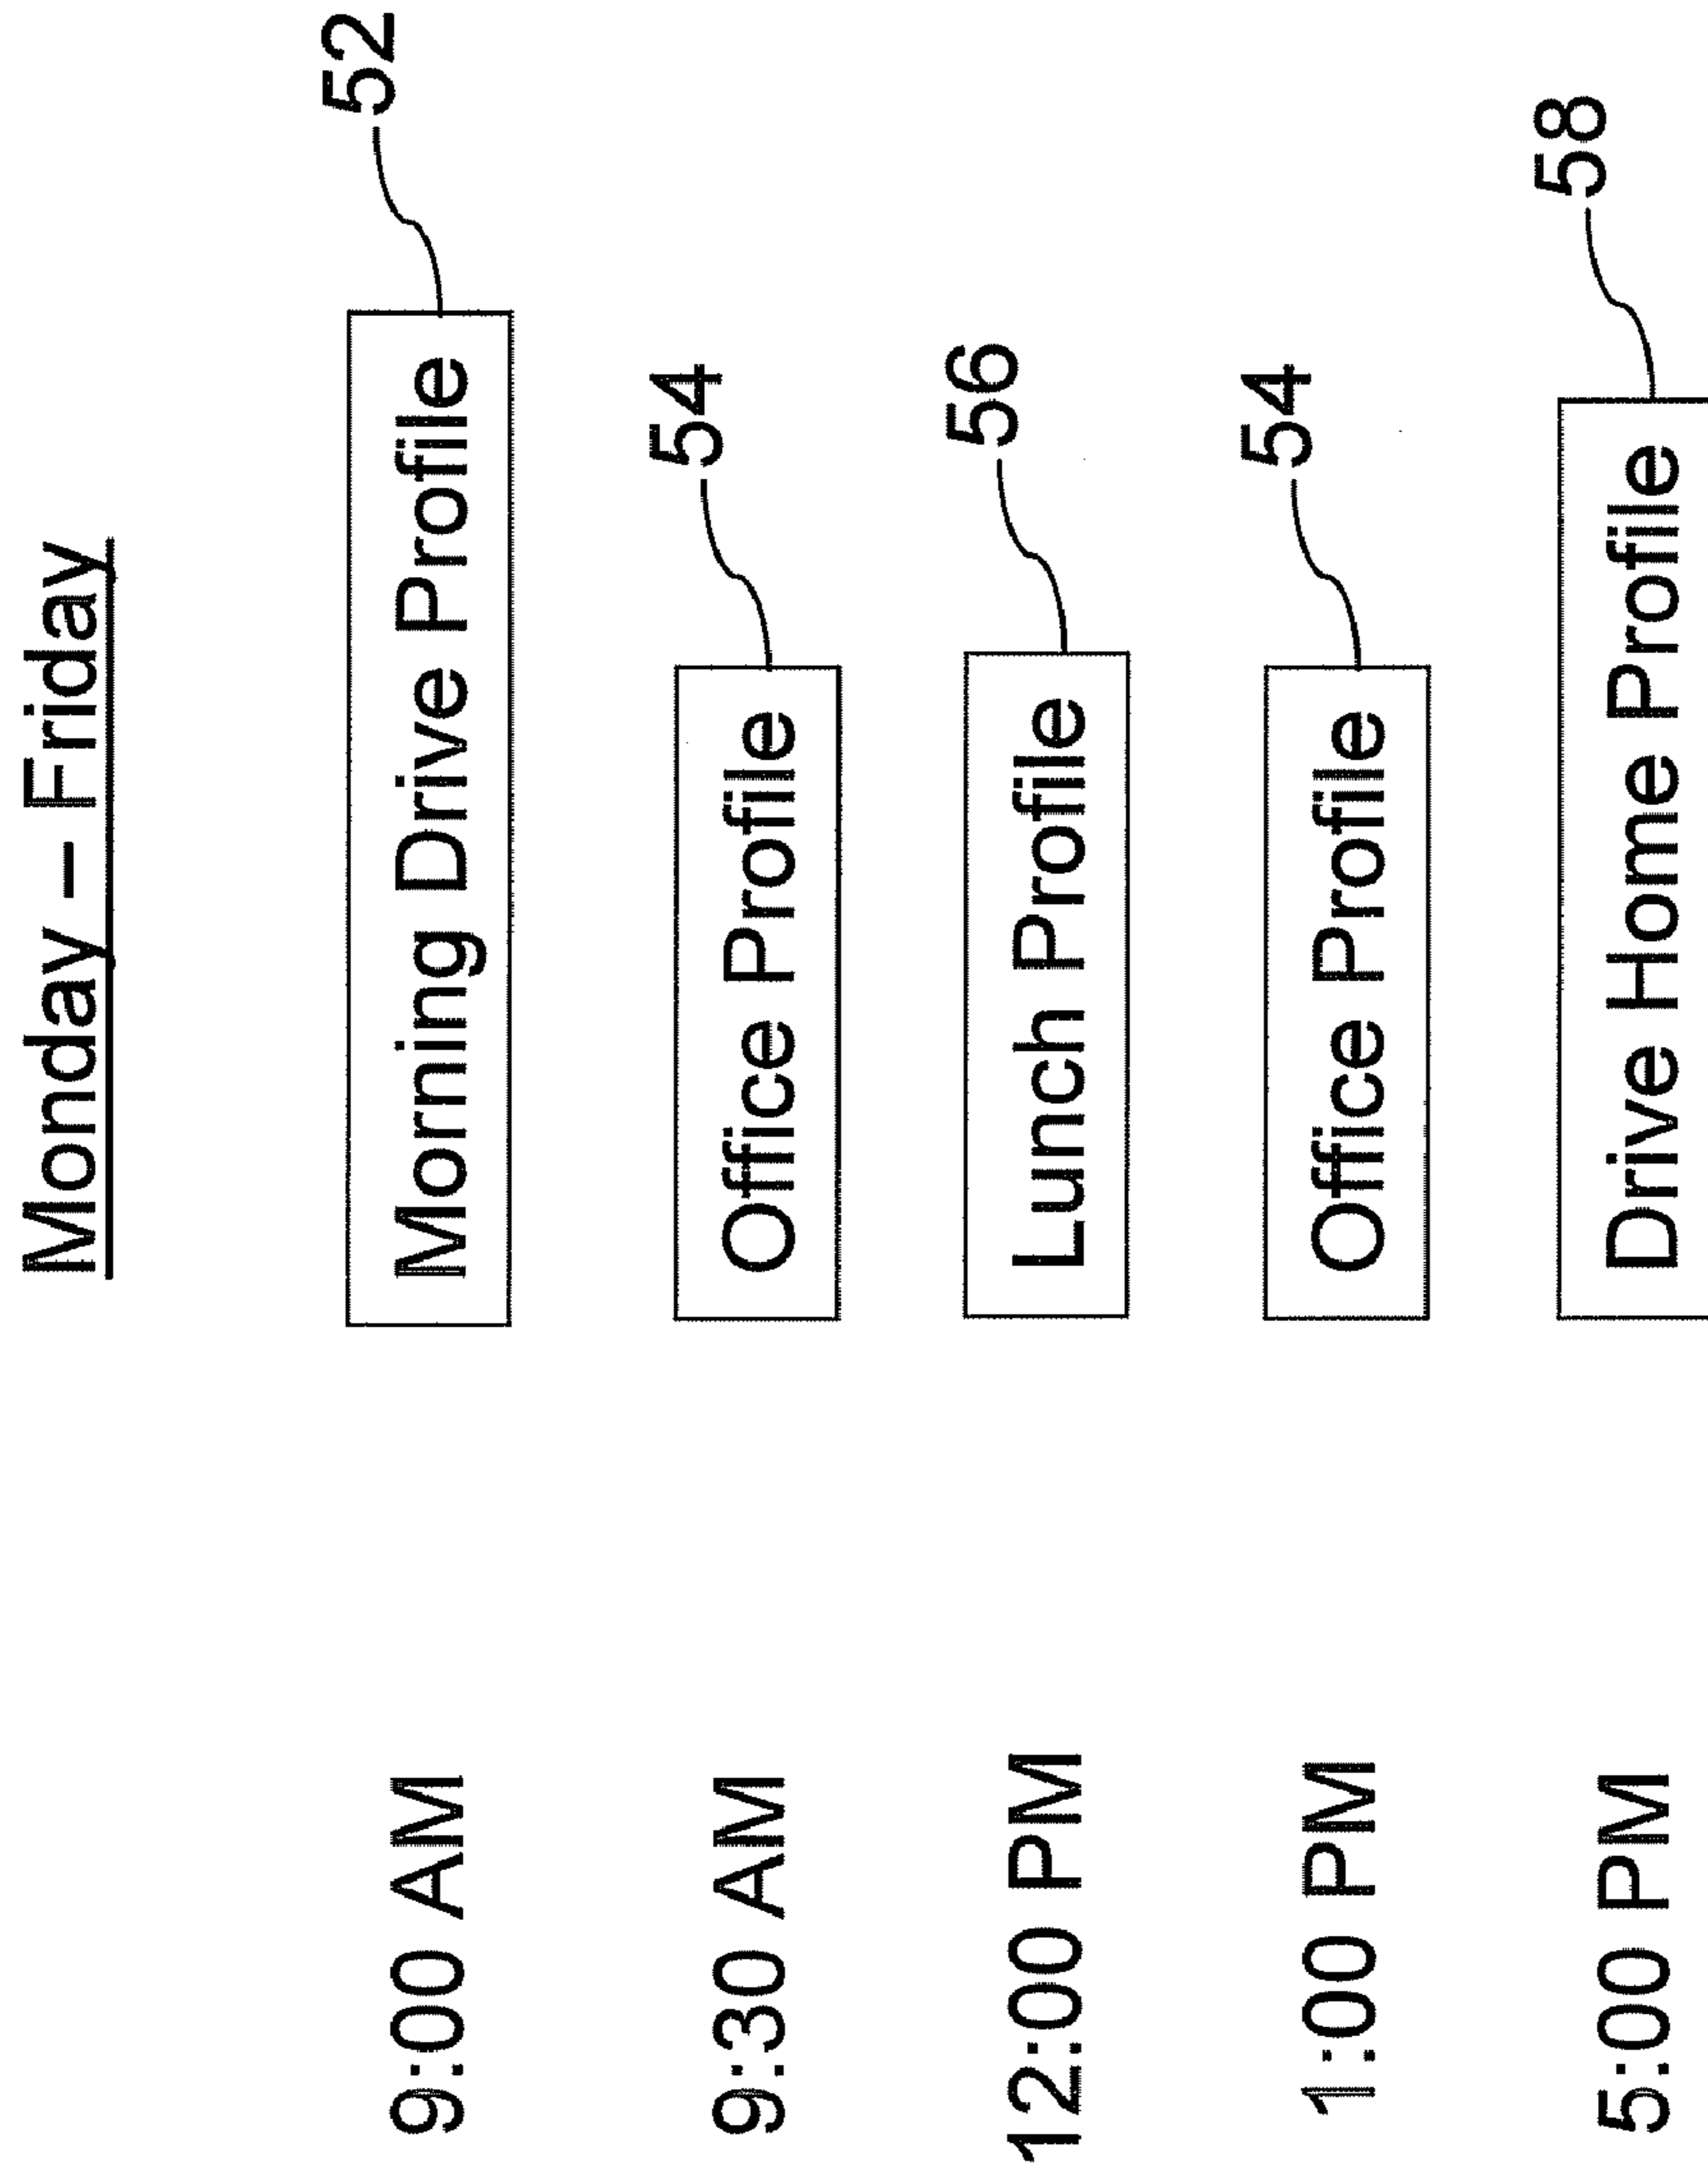 Monday – Friday
9:00 AM Morning Drive Profile 52
9:30 AM Office Profile 54
12:00 PM Lunch Profile 56
1:00 PM Office Profile 54
5:00 PM Drive Home Profile 58